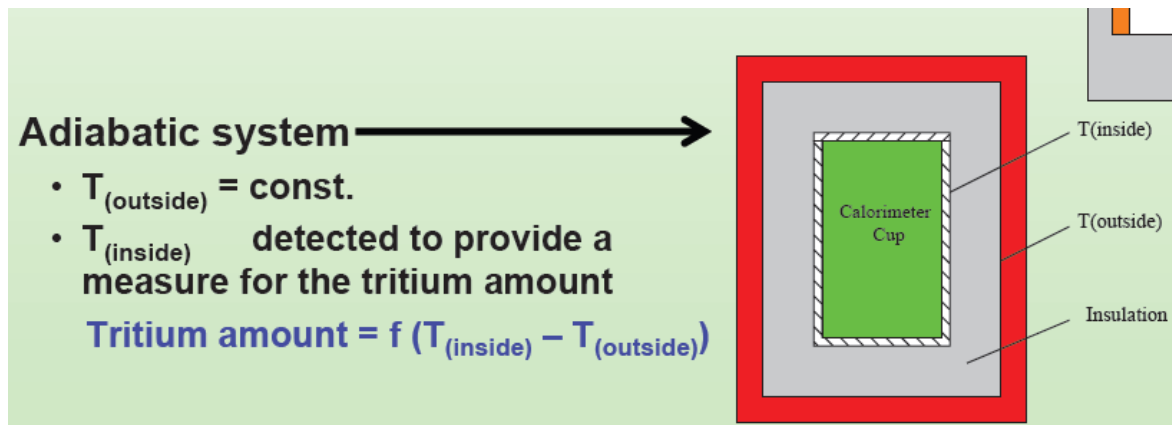 Adiabatic system
• T(outside) = const.
• T(inside) detected to provide a
measure for the tritium amount
Tritium amount = f (T(inside) – T(outside))
T(inside)
Calorimeter
Cup
T(outside)
Insulation